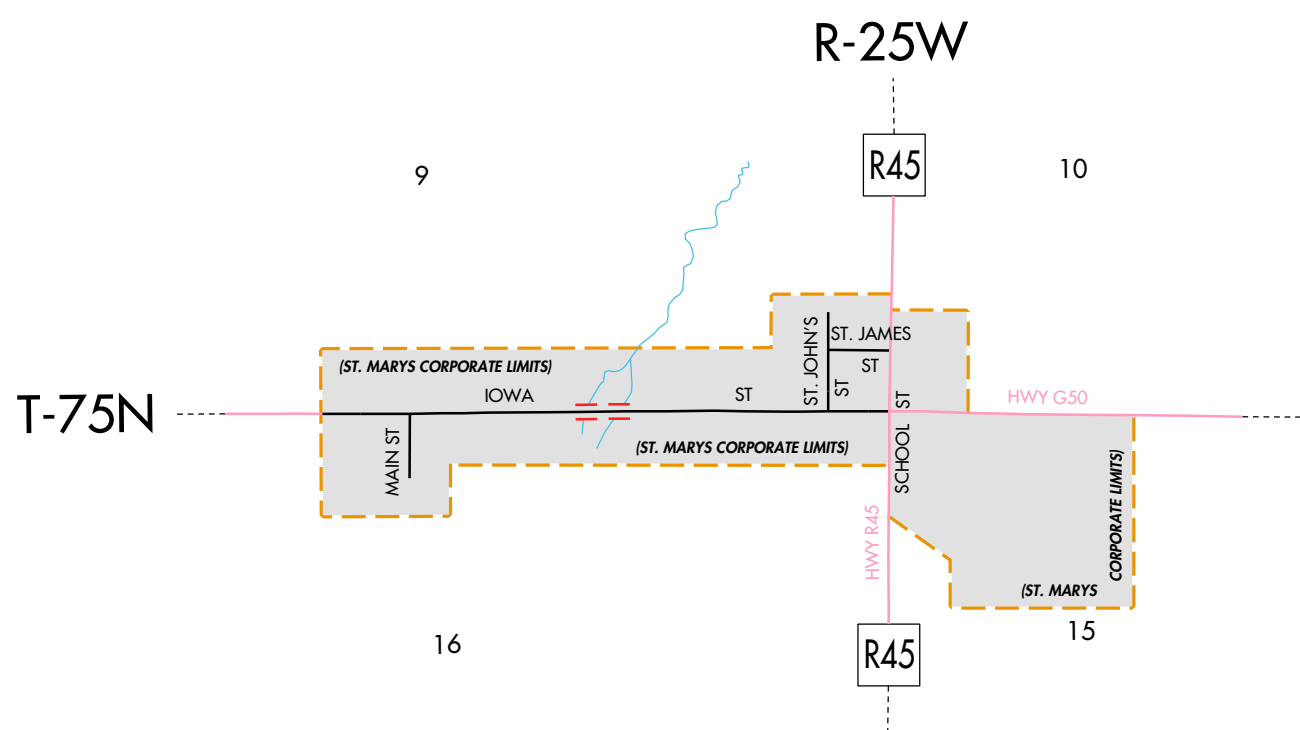 R-25W
R45
9
10
ST. JOHN'S ST
ST. JAMES
ST
(ST. MARYS CORPORATE LIMITS)
IOWA
ST
SCHOOL ST
HWY G50
T-75N
MAIN ST
(ST. MARYS CORPORATE LIMITS)
CORPORATE LIMITS)
HWY R45
(ST. MARYS
15
16
R45